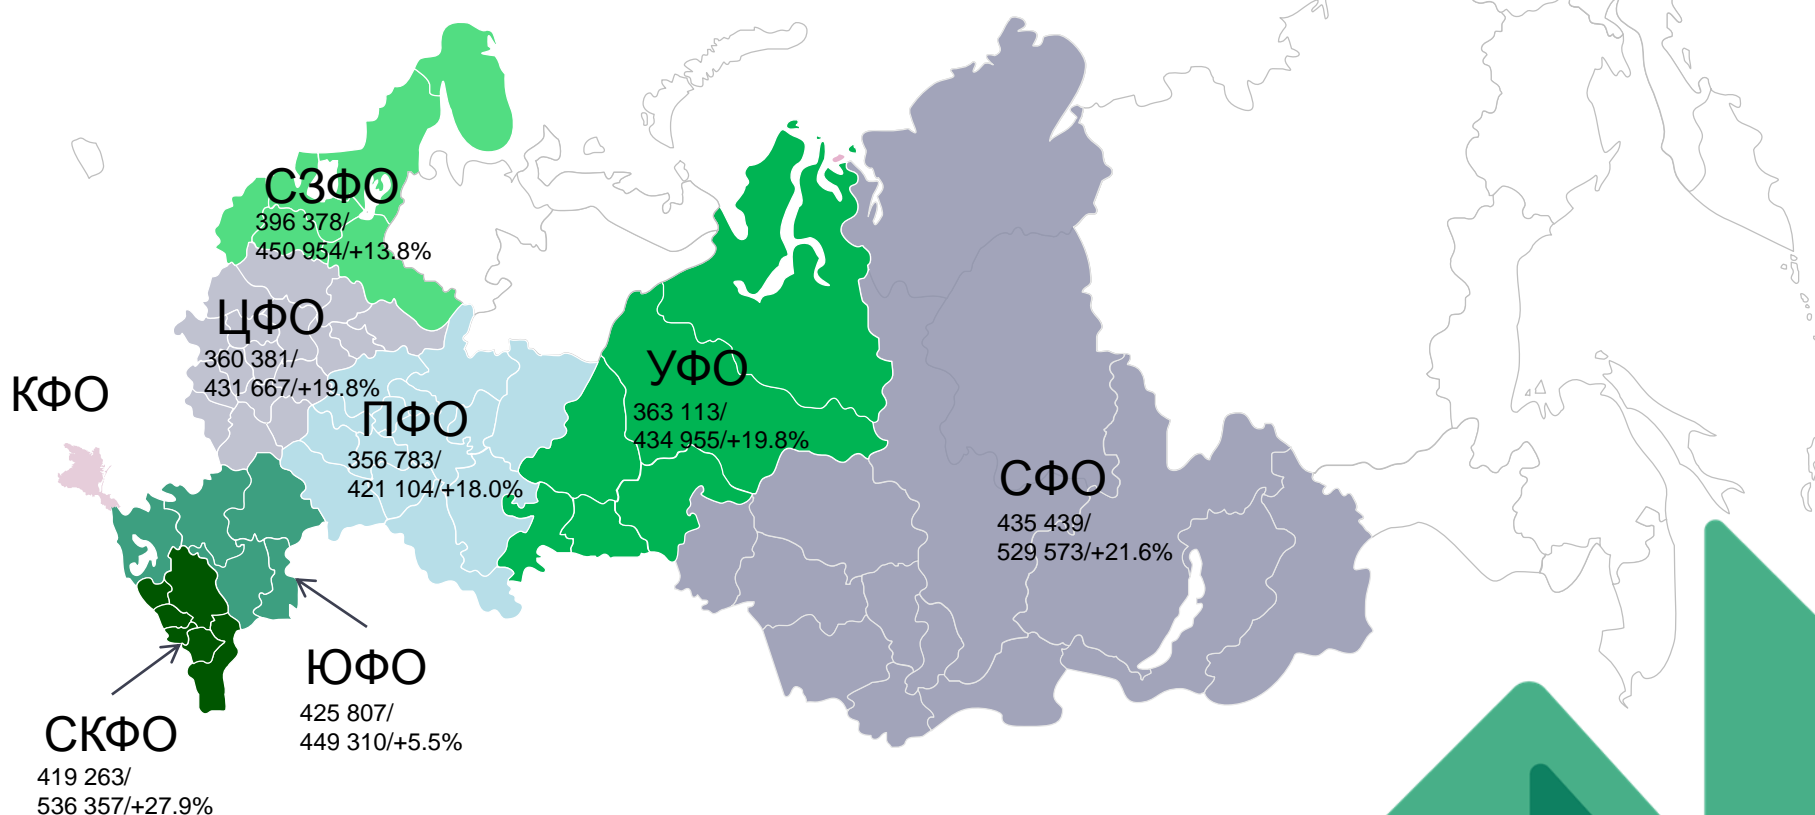 СЗФО
396 378/
450 954/+13.8%
ЦФО
360 381/
431 667/+19.8%
КФО
ПФО
356 783/
421 104/+18.0%
УФО
363 113/
434 955/+19.8%
СФО
435 439/
529 573/+21.6%
ЮФО
425 807/
449 310/+5.5%
СКФО
419 263/
536 357/+27.9%